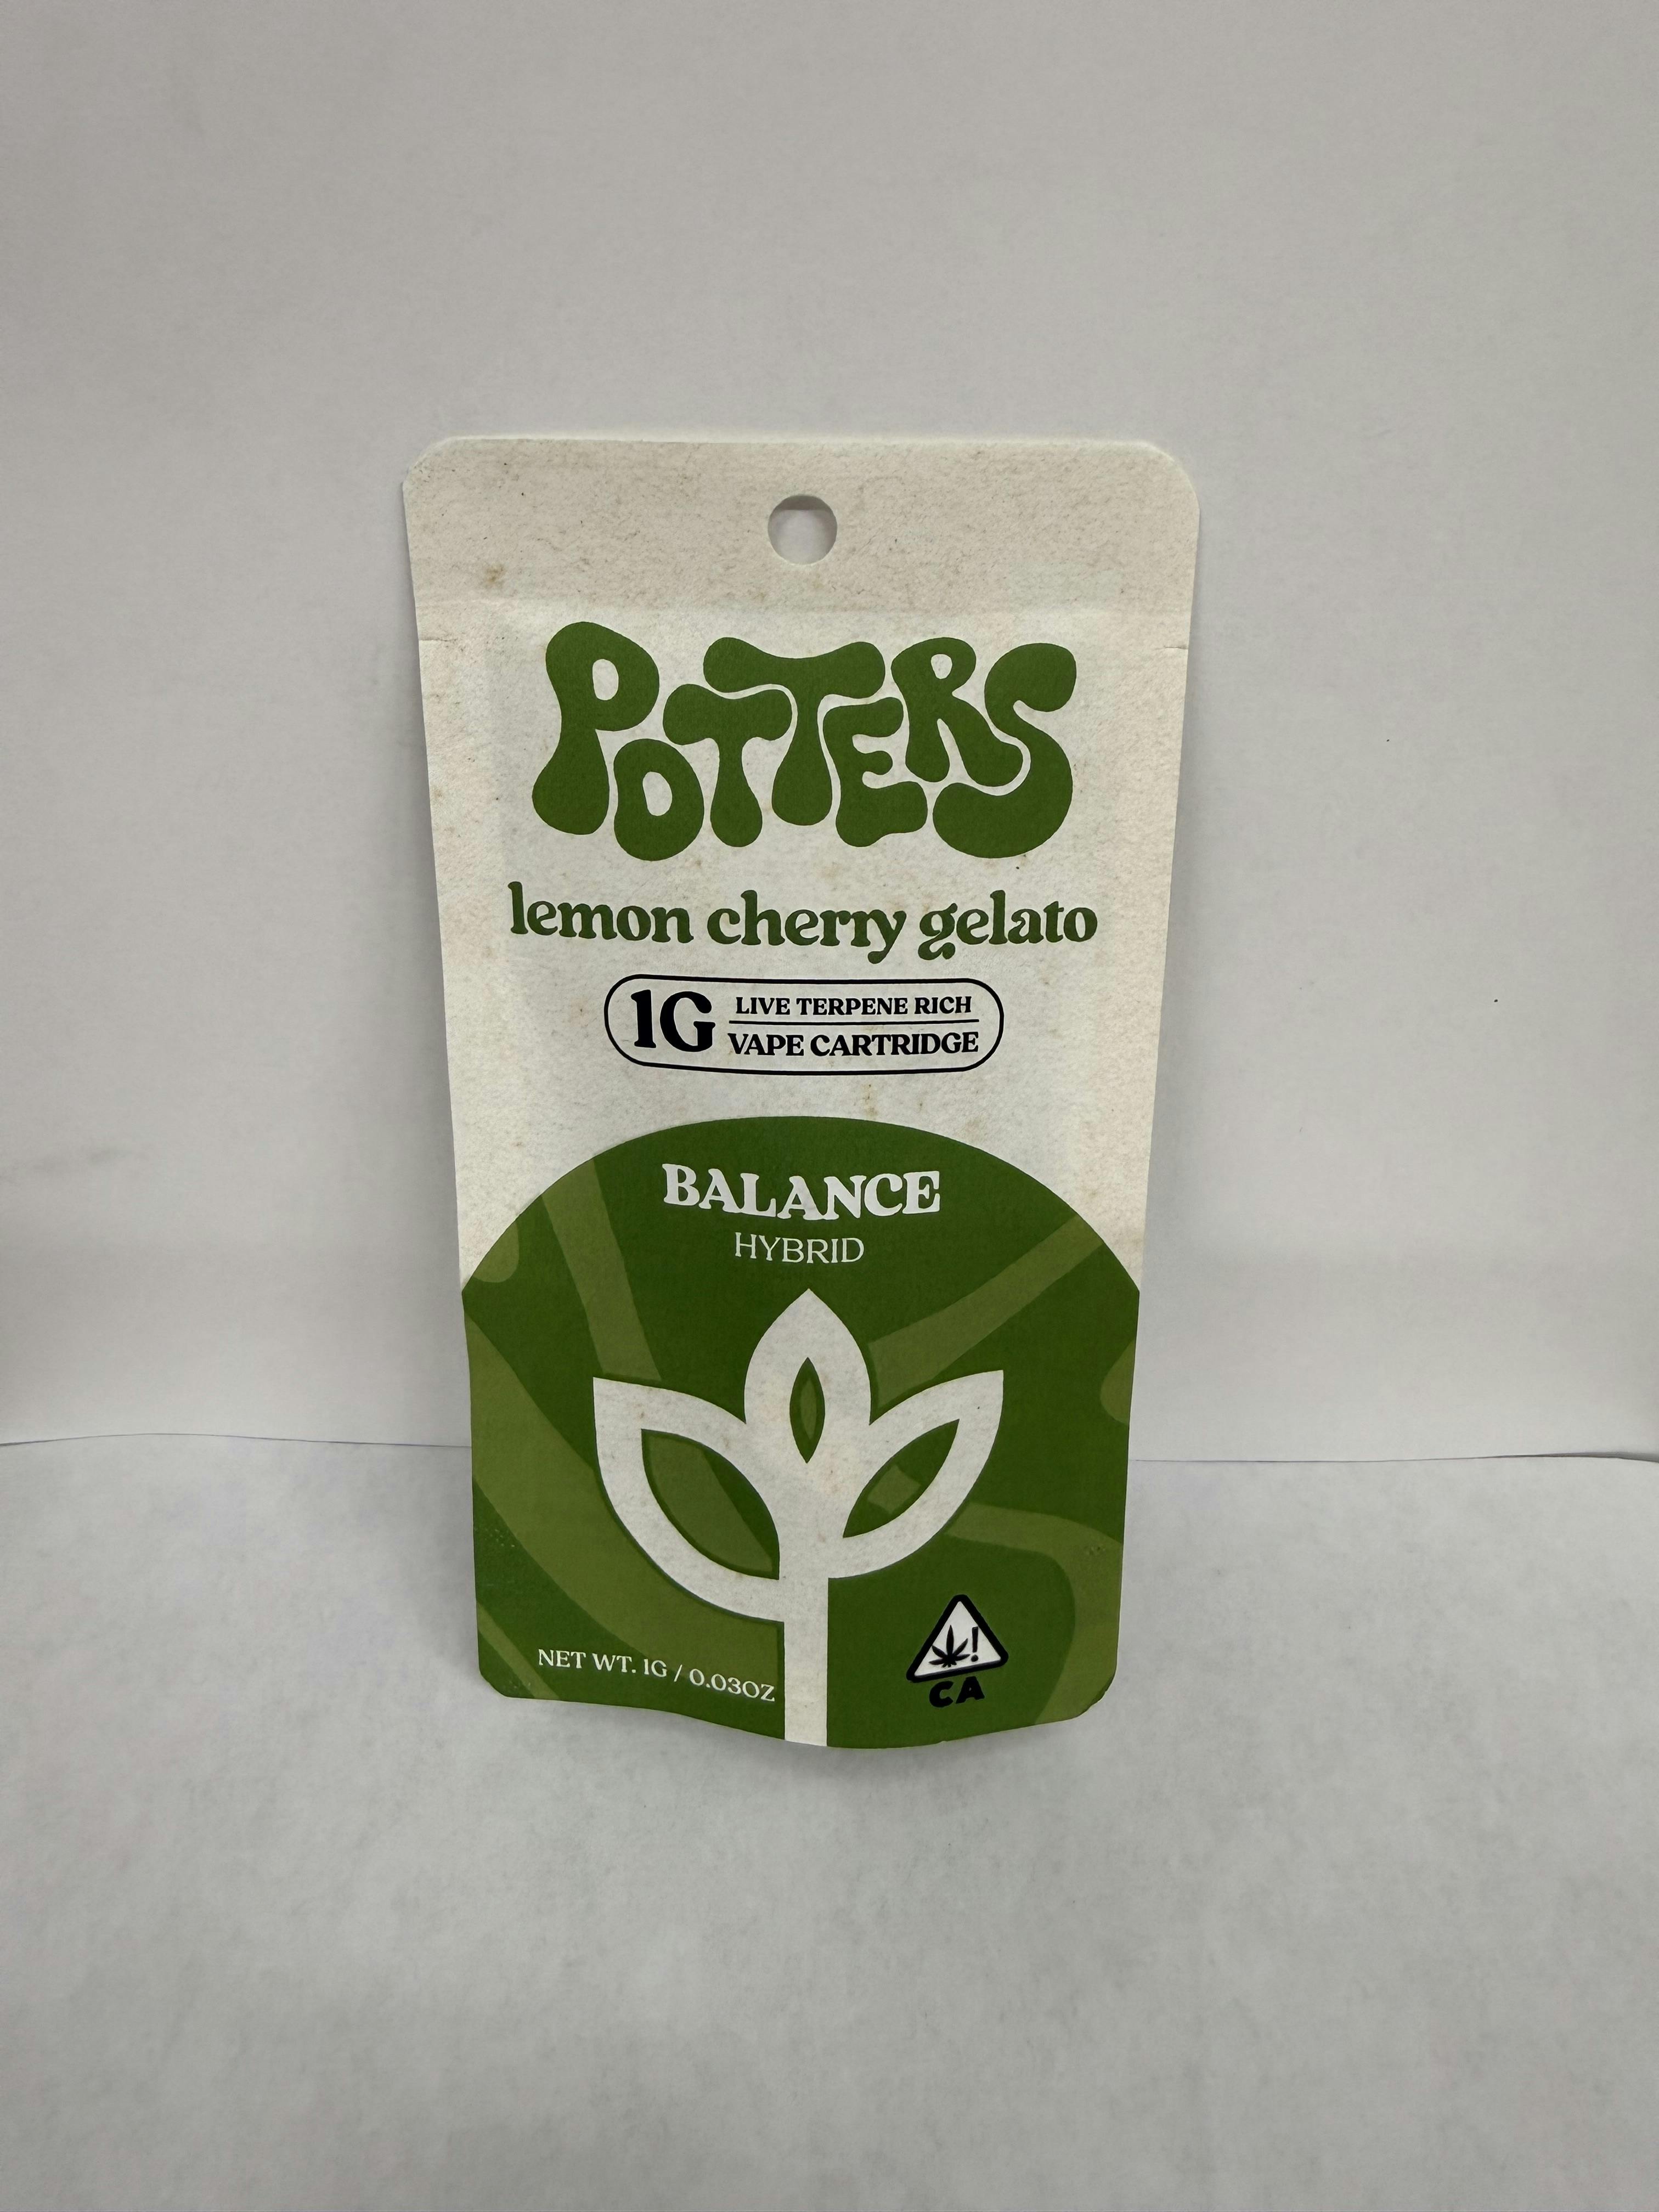 POTTERS
lemon cherry gelato
1G LIVE TERPENE RICH
VAPE CARTRIDGE
BALANCE
HYBRID
NET WT. 1G / 0.03OZ
!
CA